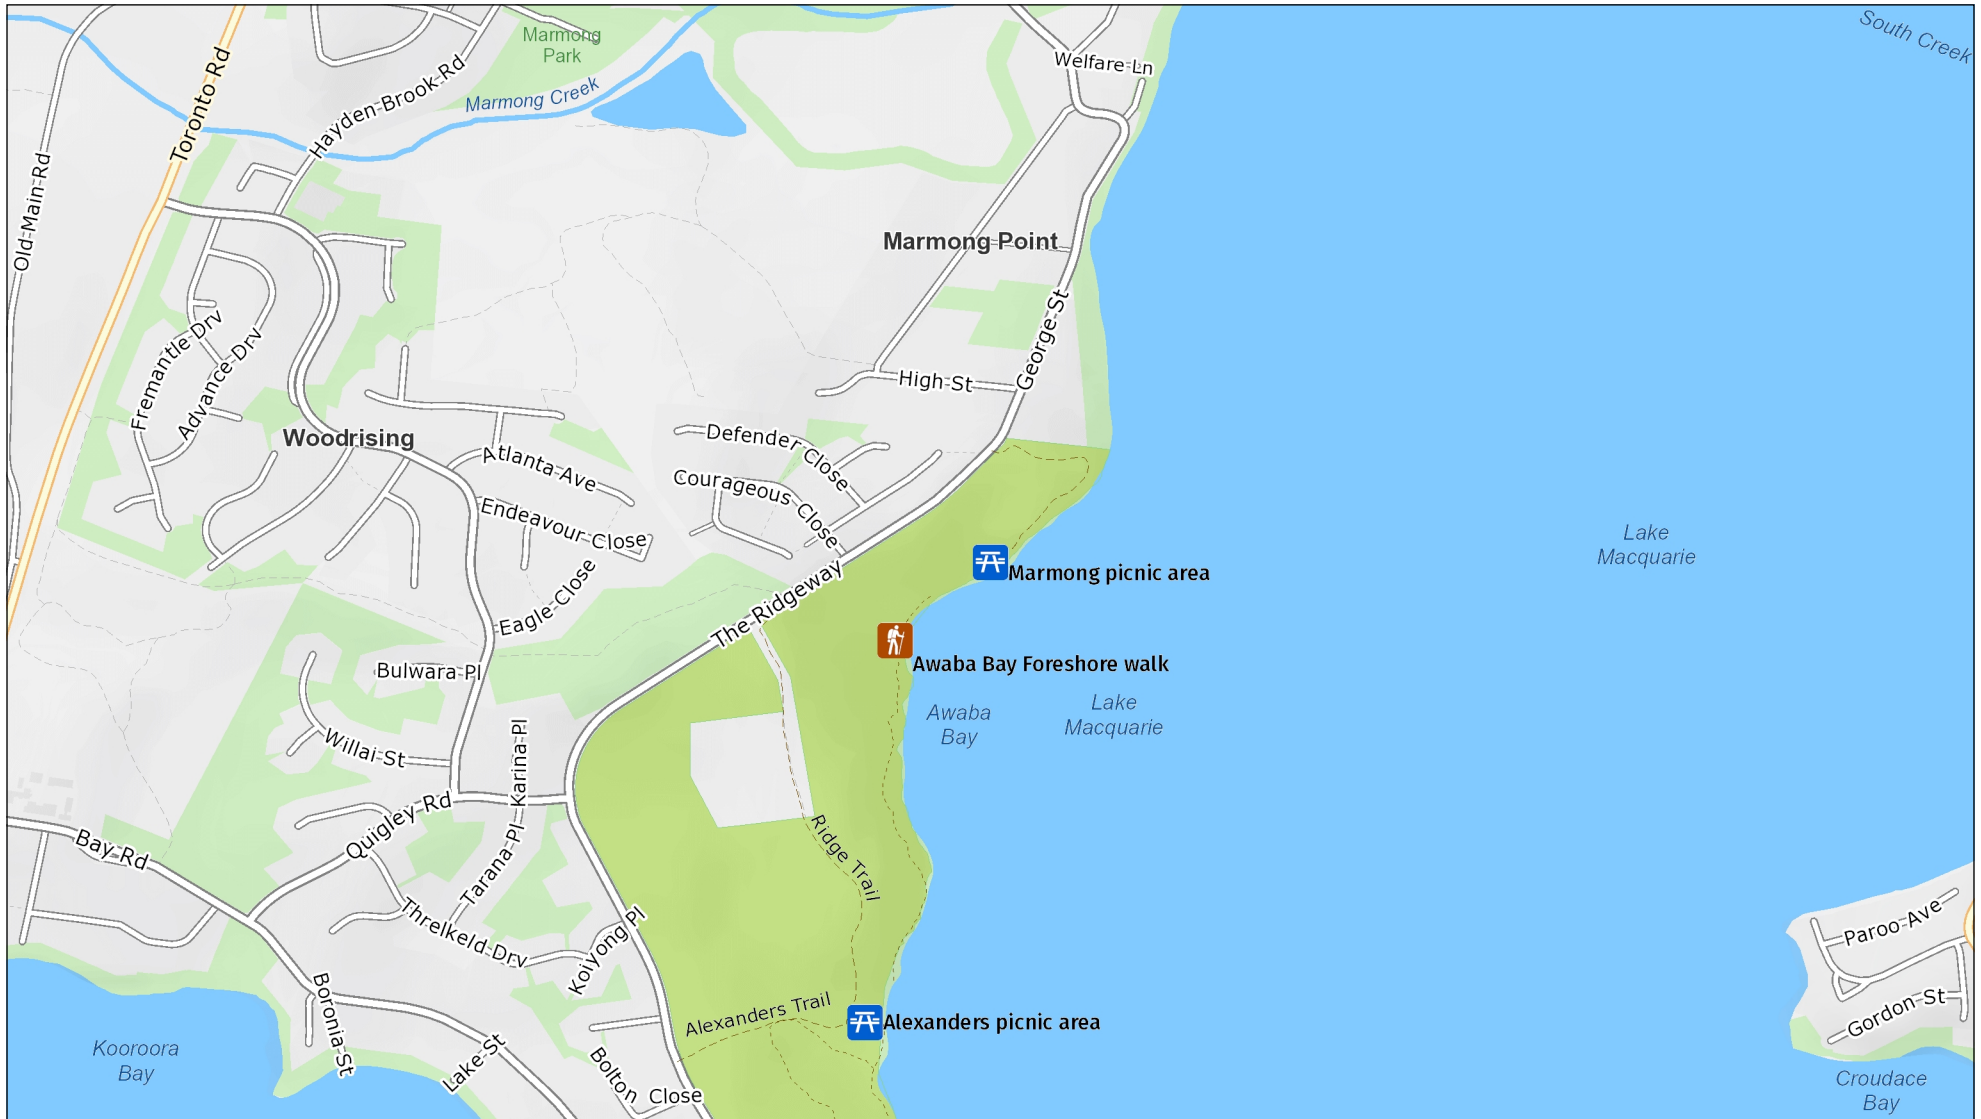 South Creek
Marmong
Park
Welfare Ln
Toronto Rd
Hayden-Brook-Rd
Marmong Creek
Old-Main-Rd
Marmong Point
George-St
Fremantle-Drv
Advance-Drv
High-St
Woodrising
Defender-Close
Atlanta-Ave
Courageous-Close
Endeavour-Close
Lake
Macquarie
Marmong picnic area
Eagle-Close
The-Ridgeway
Bulwara-Pl
Awaba Bay Foreshore walk
Awaba
Bay
Lake
Macquarie
Willai-St
Karina-Pl
Quigley-Rd
Bay-Rd
Tarana-Pl
Ridge Trail
Threlkeld-Drv
Koiyong-Pl
Paroo-Ave
Boronia-St
Alexanders Trail
Alexanders picnic area
Gordon-St
Kooroora
Bay
Lake-St
Bolton Close
Croudace
Bay